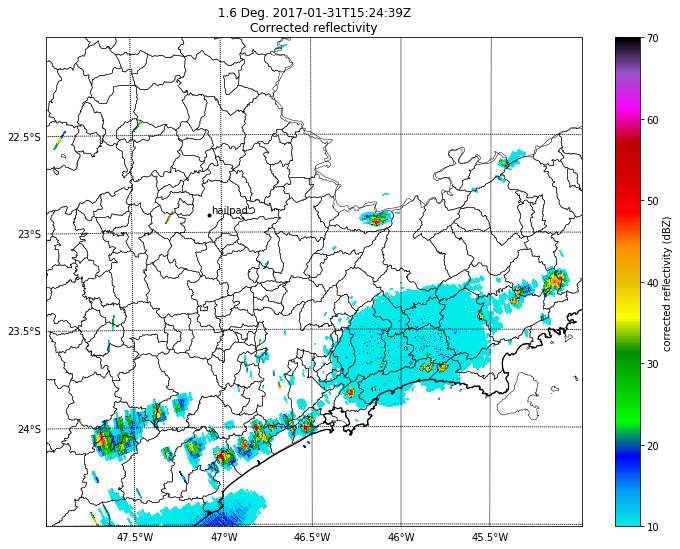 1.6 Deg. 2017-01-31T15:24:39Z
Corrected reflectivity
70
60
50
40
30
20
10
corrected reflectivity (dBZ)
22.5°S
23°S
23.5°S
24°S
hailpad
47.5°W
47°W
46.5°W
46°W
45.5°W